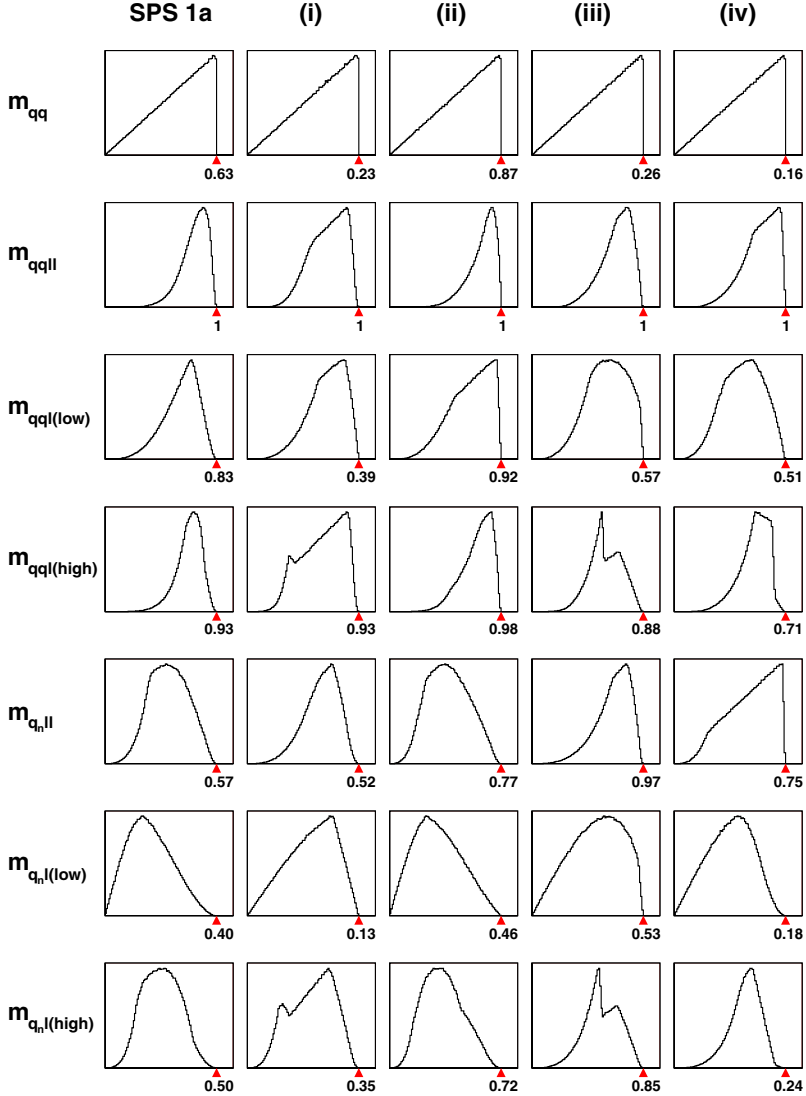 SPS 1a (i) (ii) (iii) (iv)
m_qq
0.63 0.23 0.87 0.26 0.16
m_qqll
1 1 1 1 1
m_qql(low)
0.83 0.39 0.92 0.57 0.51
m_qql(high)
0.93 0.93 0.98 0.88 0.71
m_q_nll
0.57 0.52 0.77 0.97 0.75
m_q_nl(low)
0.40 0.13 0.46 0.53 0.18
m_q_nl(high)
0.50 0.35 0.72 0.85 0.24